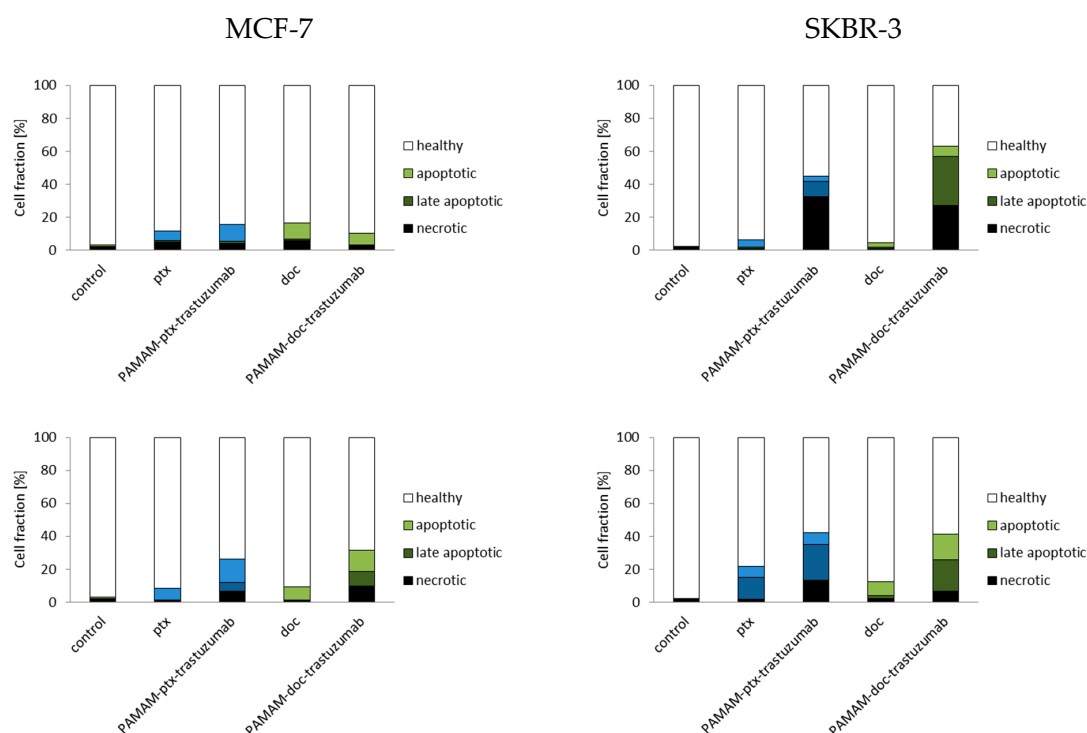 MCF-7
SKBR-3
Cell fraction [%]
100
80
60
40
20
0
control
ptx
PAMAM-ptx-trastuzumab
doc
PAMAM-doc-trastuzumab
healthy
apoptotic
late apoptotic
necrotic
Cell fraction [%]
100
80
60
40
20
0
control
ptx
PAMAM-ptx-trastuzumab
doc
PAMAM-doc-trastuzumab
healthy
apoptotic
late apoptotic
necrotic
Cell fraction [%]
100
80
60
40
20
0
control
ptx
PAMAM-ptx-trastuzumab
doc
PAMAM-doc-trastuzumab
healthy
apoptotic
late apoptotic
necrotic
Cell fraction [%]
100
80
60
40
20
0
control
ptx
PAMAM-ptx-trastuzumab
doc
PAMAM-doc-trastuzumab
healthy
apoptotic
late apoptotic
necrotic